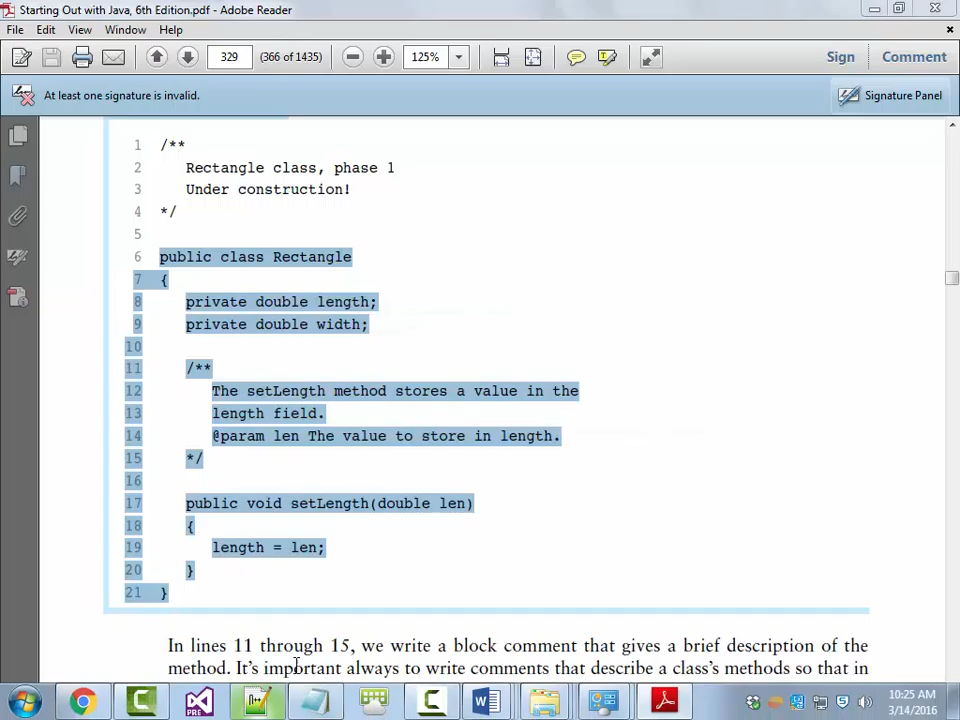 Starting Out with Java, 6th Edition.pdf - Adobe Reader
File Edit View Window Help
329 (366 of 1435) 125% Sign Comment
At least one signature is invalid. Signature Panel
1 /**
2 Rectangle class, phase 1
3 Under construction!
4 */
5
6 public class Rectangle
7 {
8 private double length;
9 private double width;
10
11 /**
12 The setLength method stores a value in the
13 length field.
14 @param len The value to store in length.
15 */
16
17 public void setLength(double len)
18 {
19 length = len;
20 }
21 }
In lines 11 through 15, we write a block comment that gives a brief description of the
method. It's important always to write comments that describe a class's methods so that in
PRE
10:25 AM
3/14/2016